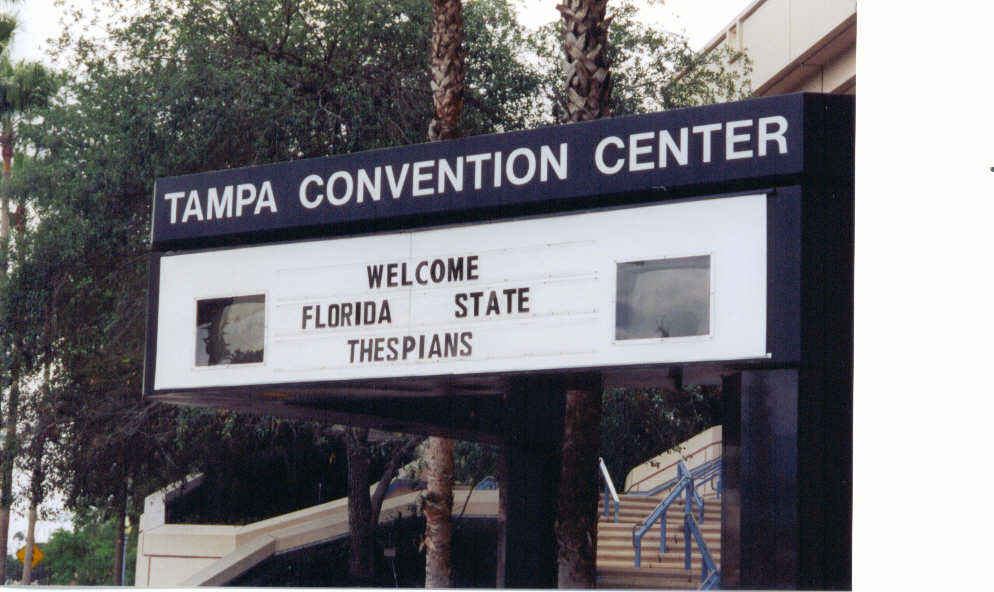 TAMPA CONVENTION CENTER
WELCOME
FLORIDA STATE
THESPIANS